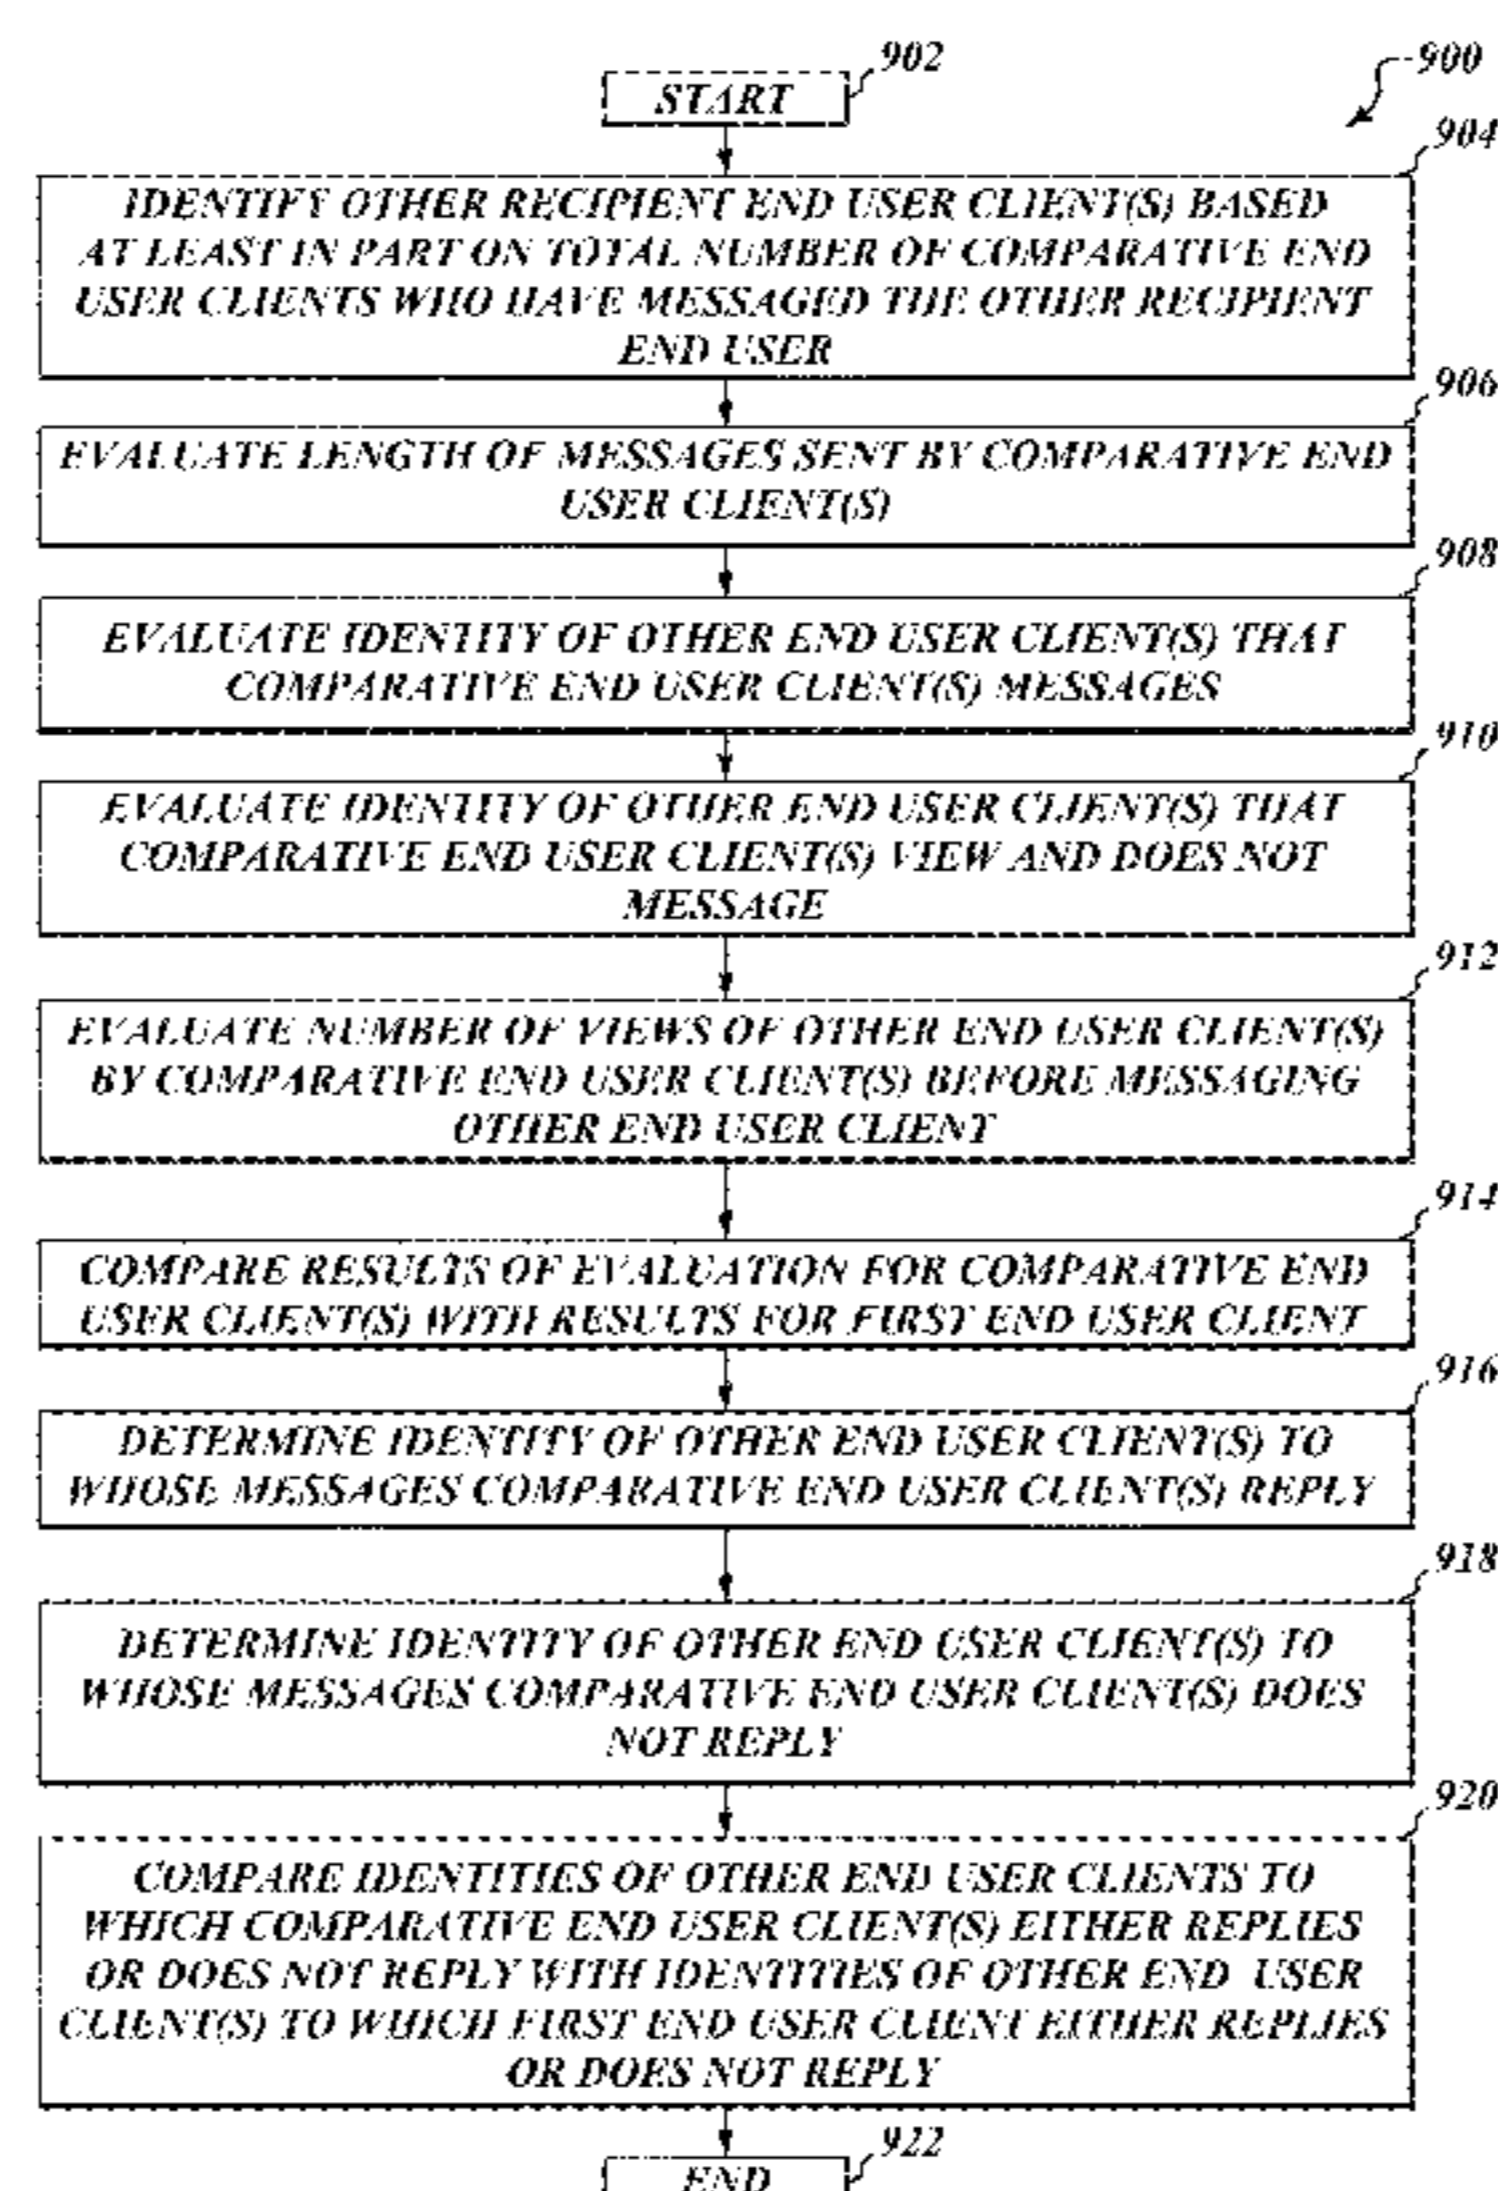 902
900
START
904
IDENTIFY OTHER RECIPIENT END USER CLIENT(S) BASED
AT LEAST IN PART ON TOTAL NUMBER OF COMPARATIVE END
USER CLIENTS WHO HAVE MESSAGED THE OTHER RECIPIENT
END USER
906
EVALUATE LENGTH OF MESSAGES SENT BY COMPARATIVE END
USER CLIENT(S)
908
EVALUATE IDENTITY OF OTHER END USER CLIENT(S) THAT
COMPARATIVE END USER CLIENT(S) MESSAGES
910
EVALUATE IDENTITY OF OTHER END USER CLIENT(S) THAT
COMPARATIVE END USER CLIENT(S) VIEW AND DOES NOT
MESSAGE
912
EVALUATE NUMBER OF VIEWS OF OTHER END USER CLIENT(S)
BY COMPARATIVE END USER CLIENT(S) BEFORE MESSAGING
OTHER END USER CLIENT
914
COMPARE RESULTS OF EVALUATION FOR COMPARATIVE END
USER CLIENT(S) WITH RESULTS FOR FIRST END USER CLIENT
916
DETERMINE IDENTITY OF OTHER END USER CLIENT(S) TO
WHOSE MESSAGES COMPARATIVE END USER CLIENT(S) REPLY
918
DETERMINE IDENTITY OF OTHER END USER CLIENT(S) TO
WHOSE MESSAGES COMPARATIVE END USER CLIENT(S) DOES
NOT REPLY
920
COMPARE IDENTITIES OF OTHER END USER CLIENTS TO
WHICH COMPARATIVE END USER CLIENT(S) EITHER REPLIES
OR DOES NOT REPLY WITH IDENTITIES OF OTHER END USER
CLIENT(S) TO WHICH FIRST END USER CLIENT EITHER REPLIES
OR DOES NOT REPLY
922
END